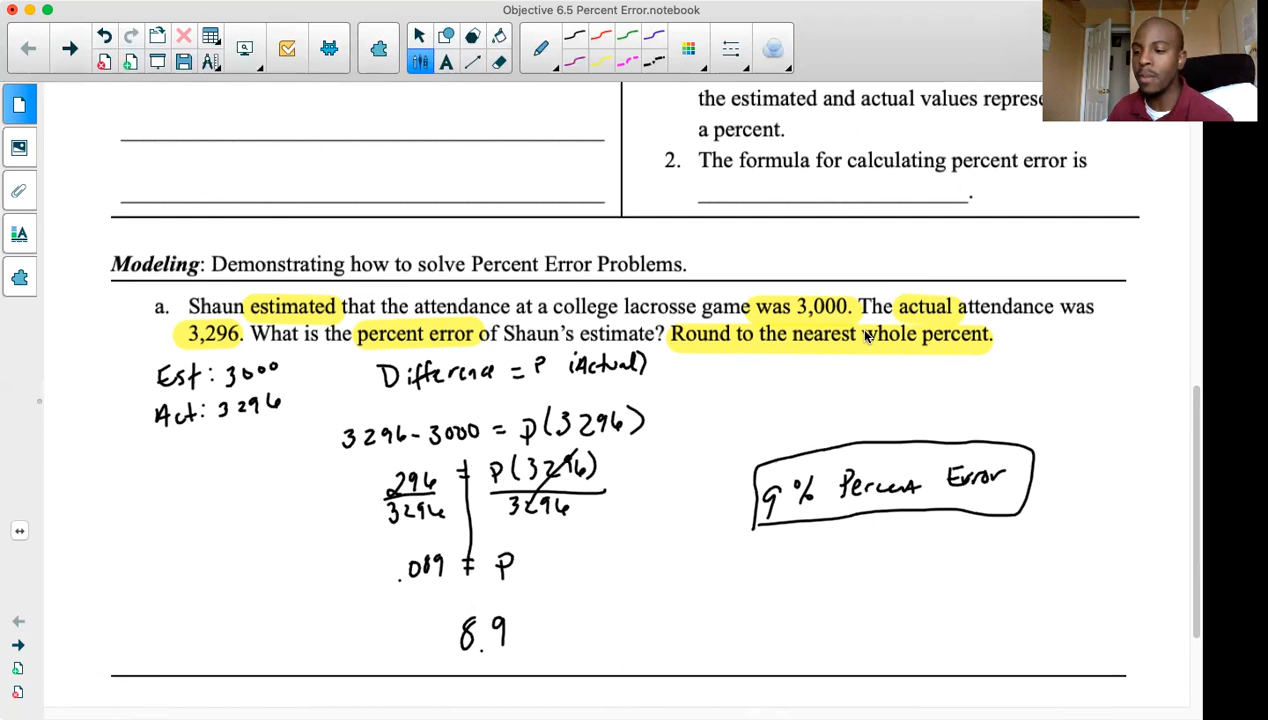 Objective 6.5 Percent Error.notebook
the estimated and actual values repres
a percent.
2. The formula for calculating percent error is
.
Modeling: Demonstrating how to solve Percent Error Problems.
a. Shaun estimated that the attendance at a college lacrosse game was 3,000. The actual attendance was
3,296. What is the percent error of Shaun's estimate? Round to the nearest whole percent.
Est: 3000
Act: 3296
Difference = P (Actual)
3296-3000 = P(3296)
296 = P(3296)
3296 3296
.089 = P
8.9
9% Percent Error